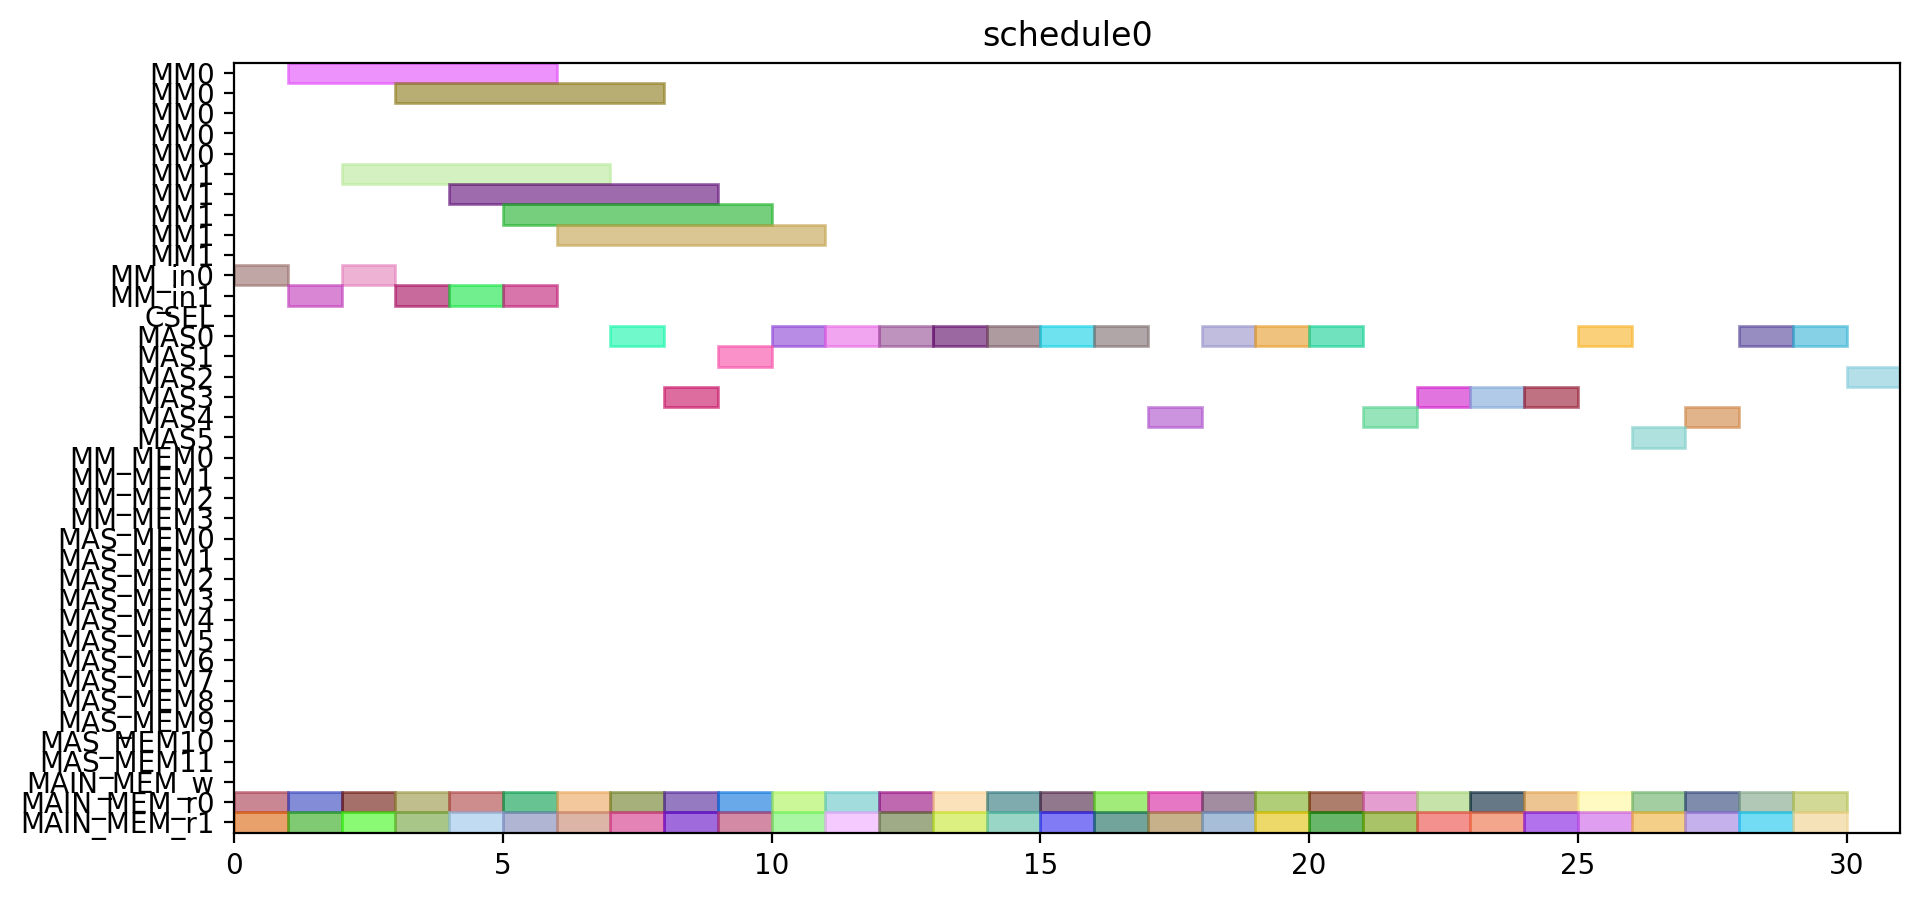 schedule0
MM0
MM0
MM0
MM0
MM0
MM1
MM1
MM1
MM1
MM1
MM_in0
MM_in1
CSEL
MAS0
MAS1
MAS2
MAS3
MAS4
MAS5
MM_MEM0
MM_MEM1
MM_MEM2
MM_MEM3
MAS_MEM0
MAS_MEM1
MAS_MEM2
MAS_MEM3
MAS_MEM4
MAS_MEM5
MAS_MEM6
MAS_MEM7
MAS_MEM8
MAS_MEM9
MAS_MEM10
MAS_MEM11
MAIN_MEM_w
MAIN_MEM_r0
MAIN_MEM_r1
0 5 10 15 20 25 30